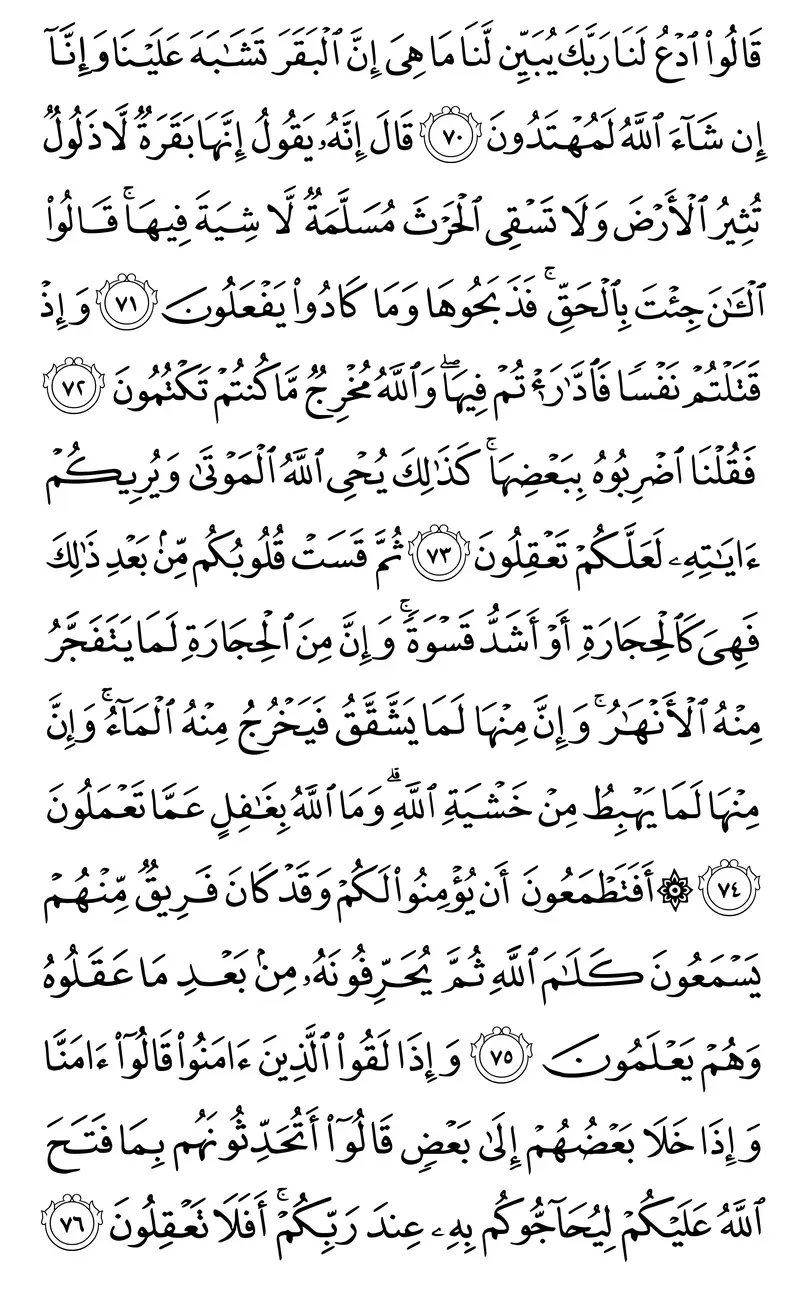 قَالُوا۟ ٱدْعُ لَنَا رَبَّكَ يُبَيِّن لَّنَا مَا هِىَ إِنَّ ٱلْبَقَرَ تَشَـٰبَهَ عَلَيْنَا وَإِنَّآ
إِن شَآءَ ٱللَّهُ لَمُهْتَدُونَ ٧٠ قَالَ إِنَّهُۥ يَقُولُ إِنَّهَا بَقَرَةٌ لَّا ذَلُولٌ
تُثِيرُ ٱلْأَرْضَ وَلَا تَسْقِى ٱلْحَرْثَ مُسَلَّمَةٌ لَّا شِيَةَ فِيهَا ۚ قَالُوا۟
ٱلْـَٔـٰنَ جِئْتَ بِٱلْحَقِّ ۚ فَذَبَحُوهَا وَمَا كَادُوا۟ يَفْعَلُونَ ٧١ وَإِذْ
قَتَلْتُمْ نَفْسًا فَٱدَّٰرَْٰٔتُمْ فِيهَا ۖ وَٱللَّهُ مُخْرِجٌ مَّا كُنتُمْ تَكْتُمُونَ ٧٢
فَقُلْنَا ٱضْرِبُوهُ بِبَعْضِهَا ۚ كَذَٰلِكَ يُحْىِ ٱللَّهُ ٱلْمَوْتَىٰ وَيُرِيكُمْ
ءَايَـٰتِهِۦ لَعَلَّكُمْ تَعْقِلُونَ ٧٣ ثُمَّ قَسَتْ قُلُوبُكُم مِّنۢ بَعْدِ ذَٰلِكَ
فَهِىَ كَٱلْحِجَارَةِ أَوْ أَشَدُّ قَسْوَةً ۚ وَإِنَّ مِنَ ٱلْحِجَارَةِ لَمَا يَتَفَجَّرُ
مِنْهُ ٱلْأَنْهَـٰرُ ۚ وَإِنَّ مِنْهَا لَمَا يَشَّقَّقُ فَيَخْرُجُ مِنْهُ ٱلْمَآءُ ۚ وَإِنَّ
مِنْهَا لَمَا يَهْبِطُ مِنْ خَشْيَةِ ٱللَّهِ ۗ وَمَا ٱللَّهُ بِغَـٰفِلٍ عَمَّا تَعْمَلُونَ
٧٤ ۞ أَفَتَطْمَعُونَ أَن يُؤْمِنُوا۟ لَكُمْ وَقَدْ كَانَ فَرِيقٌ مِّنْهُمْ
يَسْمَعُونَ كَلَـٰمَ ٱللَّهِ ثُمَّ يُحَرِّفُونَهُۥ مِنۢ بَعْدِ مَا عَقَلُوهُ
وَهُمْ يَعْلَمُونَ ٧٥ وَإِذَا لَقُوا۟ ٱلَّذِينَ ءَامَنُوا۟ قَالُوٓا۟ ءَامَنَّا
وَإِذَا خَلَا بَعْضُهُمْ إِلَىٰ بَعْضٍ قَالُوٓا۟ أَتُحَدِّثُونَهُم بِمَا فَتَحَ
ٱللَّهُ عَلَيْكُمْ لِيُحَآجُّوكُم بِهِۦ عِندَ رَبِّكُمْ ۚ أَفَلَا تَعْقِلُونَ ٧٦